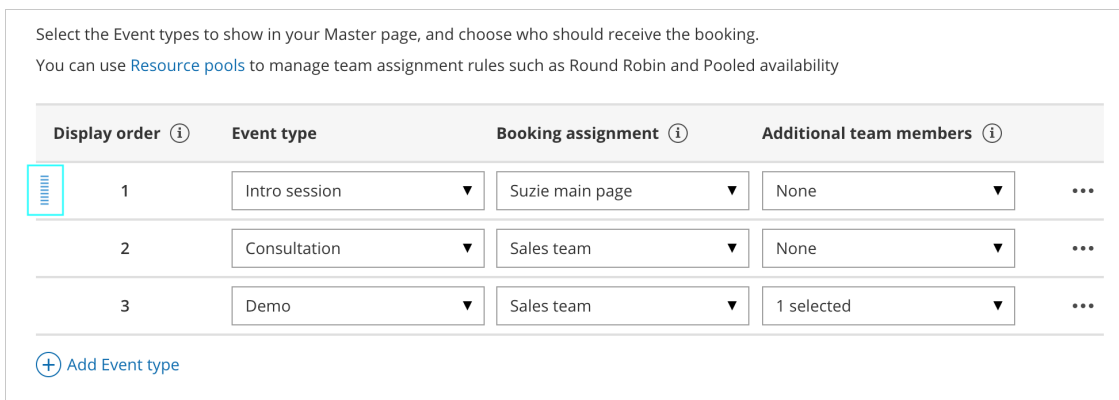 Select the Event types to show in your Master page, and choose who should receive the booking.
You can use Resource pools to manage team assignment rules such as Round Robin and Pooled availability
Display order Event type Booking assignment Additional team members
1 Intro session Suzie main page None
2 Consultation Sales team None
3 Demo Sales team 1 selected
Add Event type